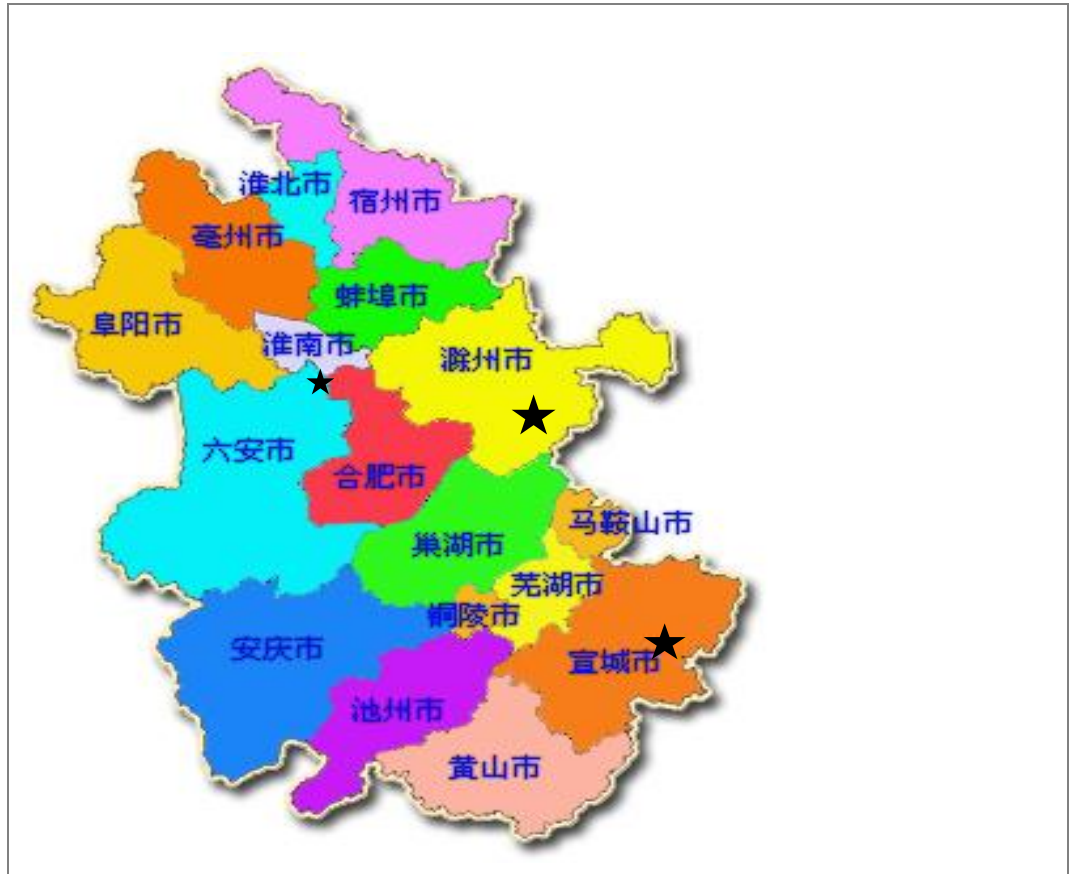 淮北市
宿州市
亳州市
蚌埠市
阜阳市
淮南市
滁州市
六安市
合肥市
马鞍山市
巢湖市
芜湖市
铜陵市
安庆市
宣城市
池州市
黄山市